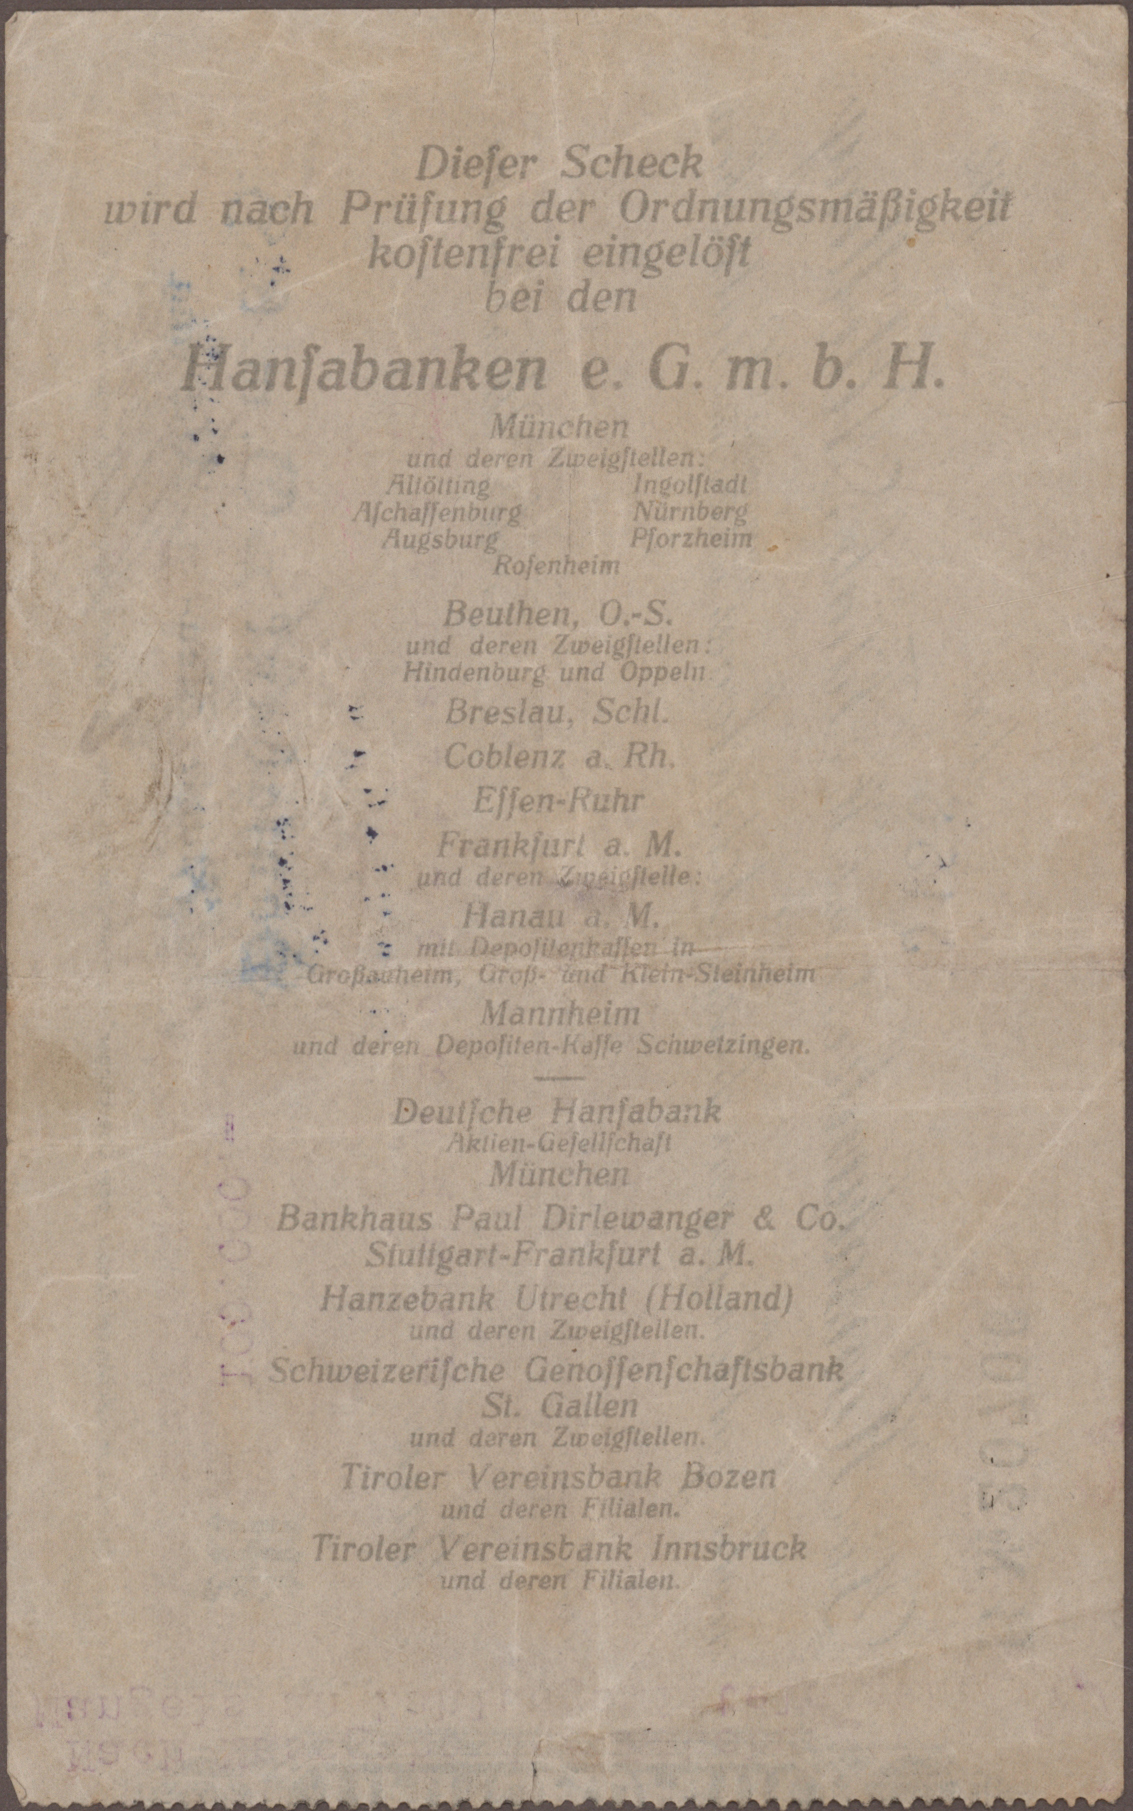 Dieſer Scheck
wird nach Prüfung der Ordnungsmäßigkeit
koſtenfrei eingelöſt
bei den
Hanſabanken e. G. m. b. H.
München
und deren Zweigſtellen:
Altötting Ingolſtadt
Aſchaffenburg Nürnberg
Augsburg Pforzheim
Roſenheim
Beuthen, O.-S.
und deren Zweigſtellen:
Hindenburg und Oppeln
Breslau, Schl.
Coblenz a. Rh.
Eſſen-Ruhr
Frankfurt a. M.
und deren Zweigſtelle:
Hanau a. M.
mit Depoſitenkaſſen in
Großauheim, Groß- und Klein-Steinheim
Mannheim
und deren Depoſiten-Kaſſe Schwetzingen.
Deutſche Hanſabank
Aktien-Geſellſchaft
München
Bankhaus Paul Dirlewanger & Co.
Stuttgart-Frankfurt a. M.
Hanzebank Utrecht (Holland)
und deren Zweigſtellen.
Schweizeriſche Genoſſenſchaftsbank
St. Gallen
und deren Zweigſtellen.
Tiroler Vereinsbank Bozen
und deren Filialen.
Tiroler Vereinsbank Innsbruck
und deren Filialen.